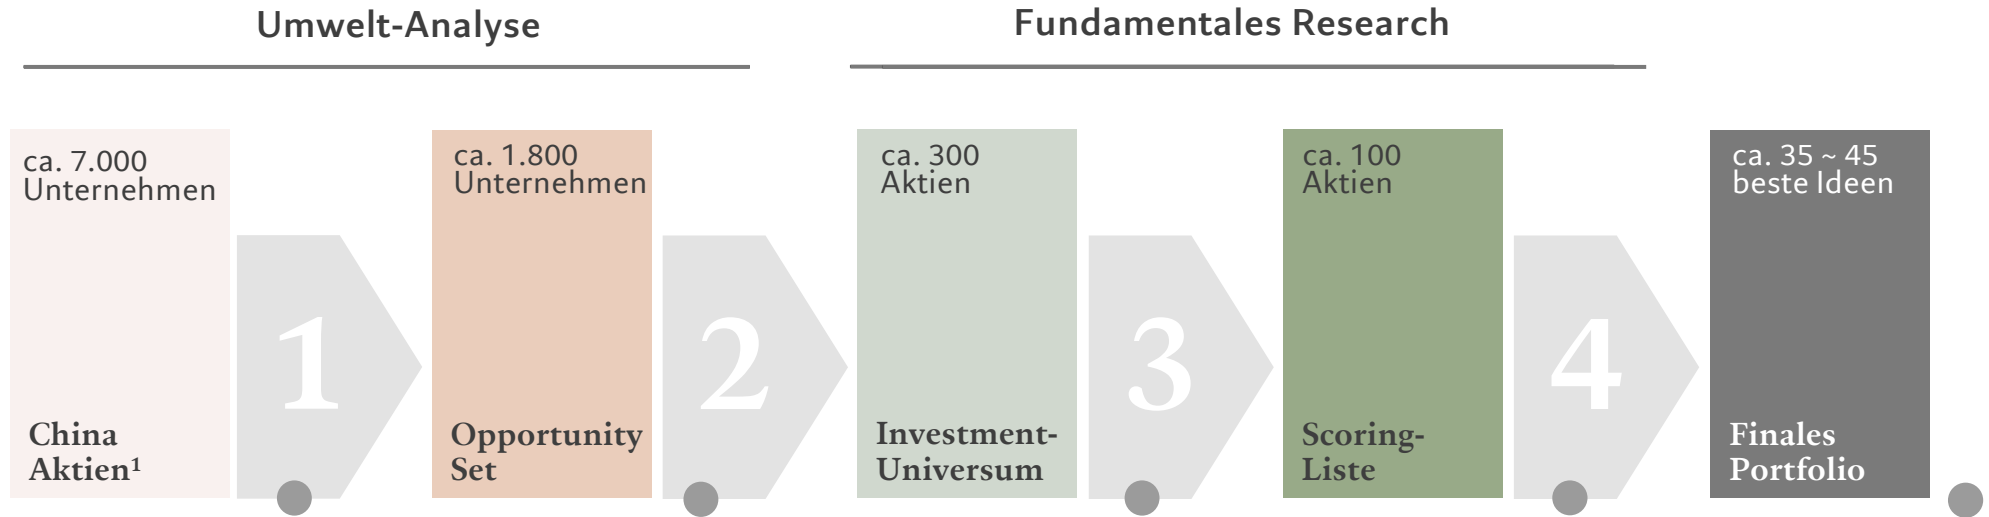 Umwelt-Analyse
Fundamentales Research
ca. 7.000
Unternehmen
China
Aktien¹
1
ca. 1.800
Unternehmen
Opportunity
Set
2
ca. 300
Aktien
Investment-
Universum
3
ca. 100
Aktien
Scoring-
Liste
4
ca. 35 ~ 45
beste Ideen
Finales
Portfolio